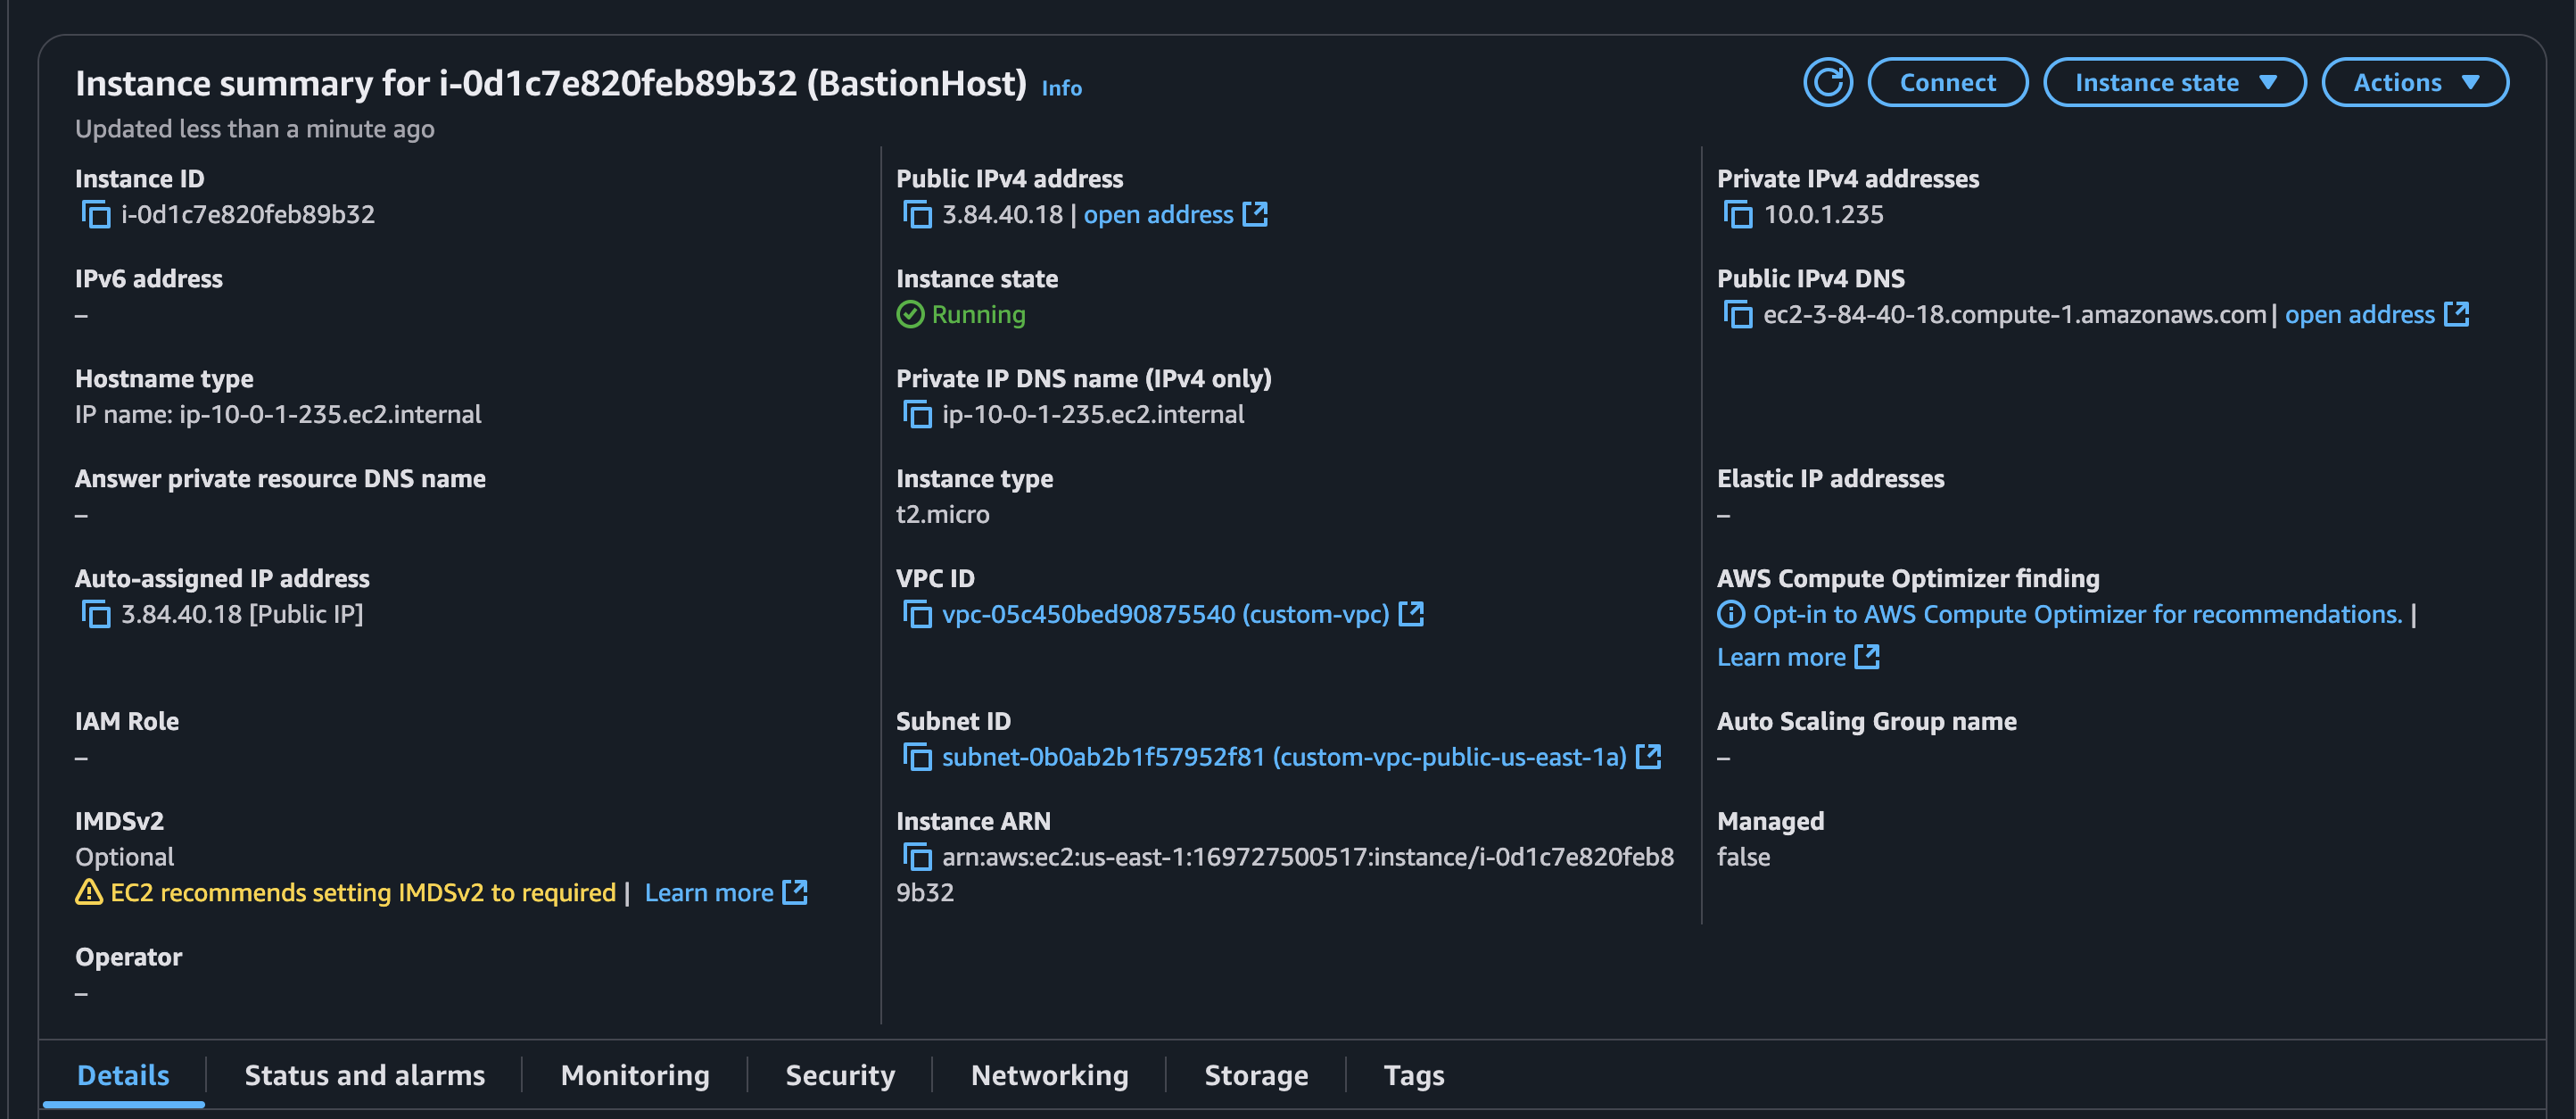 Instance summary for i-0d1c7e820feb89b32 (BastionHost) Info
Connect
Instance state
Actions
Updated less than a minute ago
Instance ID
i-0d1c7e820feb89b32
Public IPv4 address
3.84.40.18 | open address
Private IPv4 addresses
10.0.1.235
IPv6 address
–
Instance state
Running
Public IPv4 DNS
ec2-3-84-40-18.compute-1.amazonaws.com | open address
Hostname type
IP name: ip-10-0-1-235.ec2.internal
Private IP DNS name (IPv4 only)
ip-10-0-1-235.ec2.internal
Answer private resource DNS name
–
Instance type
t2.micro
Elastic IP addresses
–
Auto-assigned IP address
3.84.40.18 [Public IP]
VPC ID
vpc-05c450bed90875540 (custom-vpc)
AWS Compute Optimizer finding
Opt-in to AWS Compute Optimizer for recommendations. |
Learn more
IAM Role
–
Subnet ID
subnet-0b0ab2b1f57952f81 (custom-vpc-public-us-east-1a)
Auto Scaling Group name
–
IMDSv2
Optional
EC2 recommends setting IMDSv2 to required | Learn more
Instance ARN
arn:aws:ec2:us-east-1:169727500517:instance/i-0d1c7e820feb8
9b32
Managed
false
Operator
–
Details
Status and alarms
Monitoring
Security
Networking
Storage
Tags